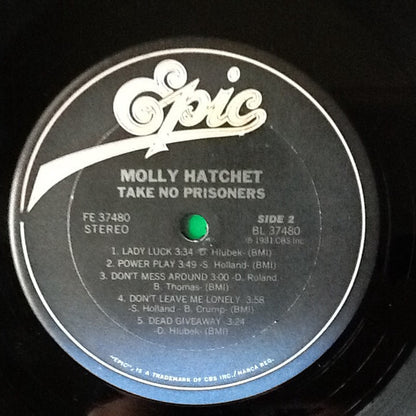 Epic
MOLLY HATCHET
TAKE NO PRISONERS
FE 37480
STEREO
SIDE 2
BL 37480
℗ 1981 CBS Inc.
1. LADY LUCK 3:34 -D. Hlubek- (BMI)
2. POWER PLAY 3:49 -S. Holland- (BMI)
3. DON'T MESS AROUND 3:00 -D. Roland
B. Thomas- (BMI)
4. DON'T LEAVE ME LONELY 3:58
-S. Holland - B. Crump- (BMI)
5. DEAD GIVEAWAY 3:24
-D. Hlubek- (BMI)
"EPIC", IS A TRADEMARK OF CBS INC./MARCA REG.